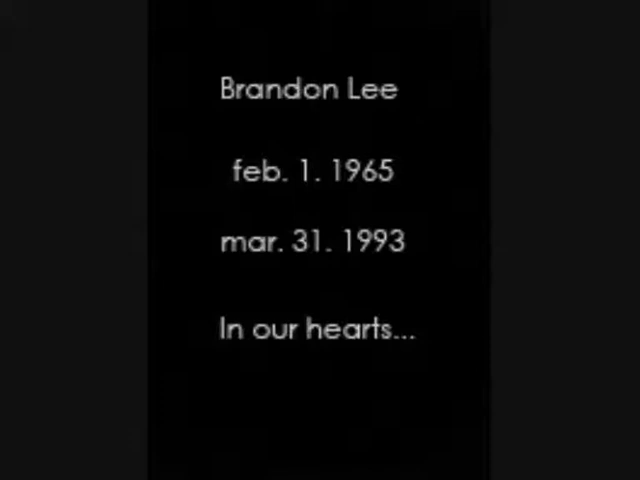 Brandon Lee
feb. 1. 1965
mar. 31. 1993
In our hearts...